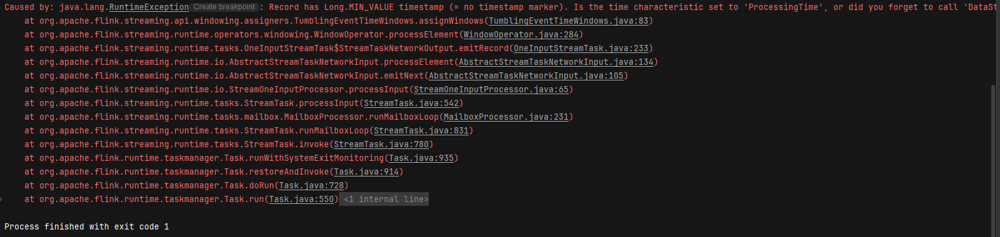 Caused by: java.lang.RuntimeException Create breakpoint : Record has Long.MIN_VALUE timestamp (= no timestamp marker). Is the time characteristic set to 'ProcessingTime', or did you forget to call 'DataSt
at org.apache.flink.streaming.api.windowing.assigners.TumblingEventTimeWindows.assignWindows(TumblingEventTimeWindows.java:83)
at org.apache.flink.streaming.runtime.operators.windowing.WindowOperator.processElement(WindowOperator.java:284)
at org.apache.flink.streaming.runtime.tasks.OneInputStreamTask$StreamTaskNetworkOutput.emitRecord(OneInputStreamTask.java:233)
at org.apache.flink.streaming.runtime.io.AbstractStreamTaskNetworkInput.processElement(AbstractStreamTaskNetworkInput.java:134)
at org.apache.flink.streaming.runtime.io.AbstractStreamTaskNetworkInput.emitNext(AbstractStreamTaskNetworkInput.java:105)
at org.apache.flink.streaming.runtime.io.StreamOneInputProcessor.processInput(StreamOneInputProcessor.java:65)
at org.apache.flink.streaming.runtime.tasks.StreamTask.processInput(StreamTask.java:542)
at org.apache.flink.streaming.runtime.tasks.mailbox.MailboxProcessor.runMailboxLoop(MailboxProcessor.java:231)
at org.apache.flink.streaming.runtime.tasks.StreamTask.runMailboxLoop(StreamTask.java:831)
at org.apache.flink.streaming.runtime.tasks.StreamTask.invoke(StreamTask.java:780)
at org.apache.flink.runtime.taskmanager.Task.runWithSystemExitMonitoring(Task.java:935)
at org.apache.flink.runtime.taskmanager.Task.restoreAndInvoke(Task.java:914)
at org.apache.flink.runtime.taskmanager.Task.doRun(Task.java:728)
at org.apache.flink.runtime.taskmanager.Task.run(Task.java:550) <1 internal line>
Process finished with exit code 1